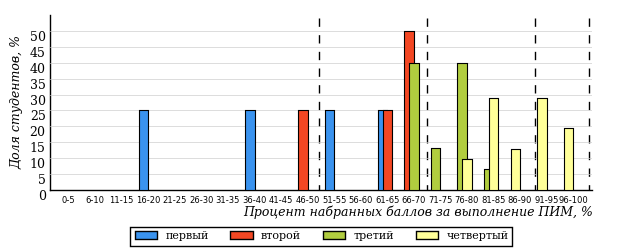 Доля студентов, %
50
45
40
35
30
25
20
15
10
5
0
0-5 6-10 11-15 16-20 21-25 26-30 31-35 36-40 41-45 46-50 51-55 56-60 61-65 66-70 71-75 76-80 81-85 86-90 91-95 96-100
Процент набранных баллов за выполнение ПИМ, %
первый второй третий четвертый